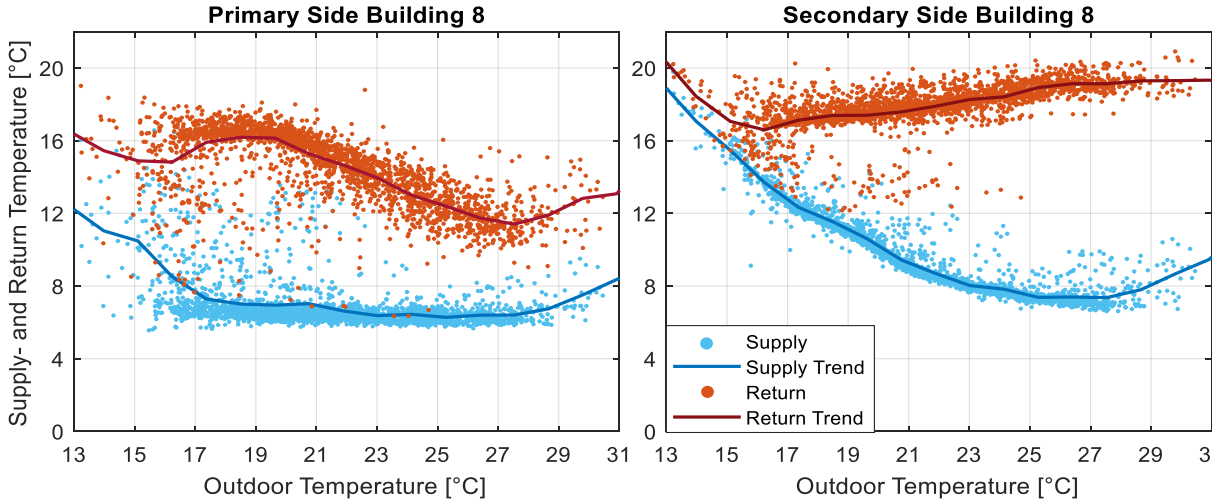 Primary Side Building 8
Secondary Side Building 8
Supply- and Return Temperature [°C]
20
16
12
8
4
0
13 15 17 19 21 23 25 27 29 31
Outdoor Temperature [°C]
20
16
12
8
4
0
Supply
Supply Trend
Return
Return Trend
13 15 17 19 21 23 25 27 29 3
Outdoor Temperature [°C]